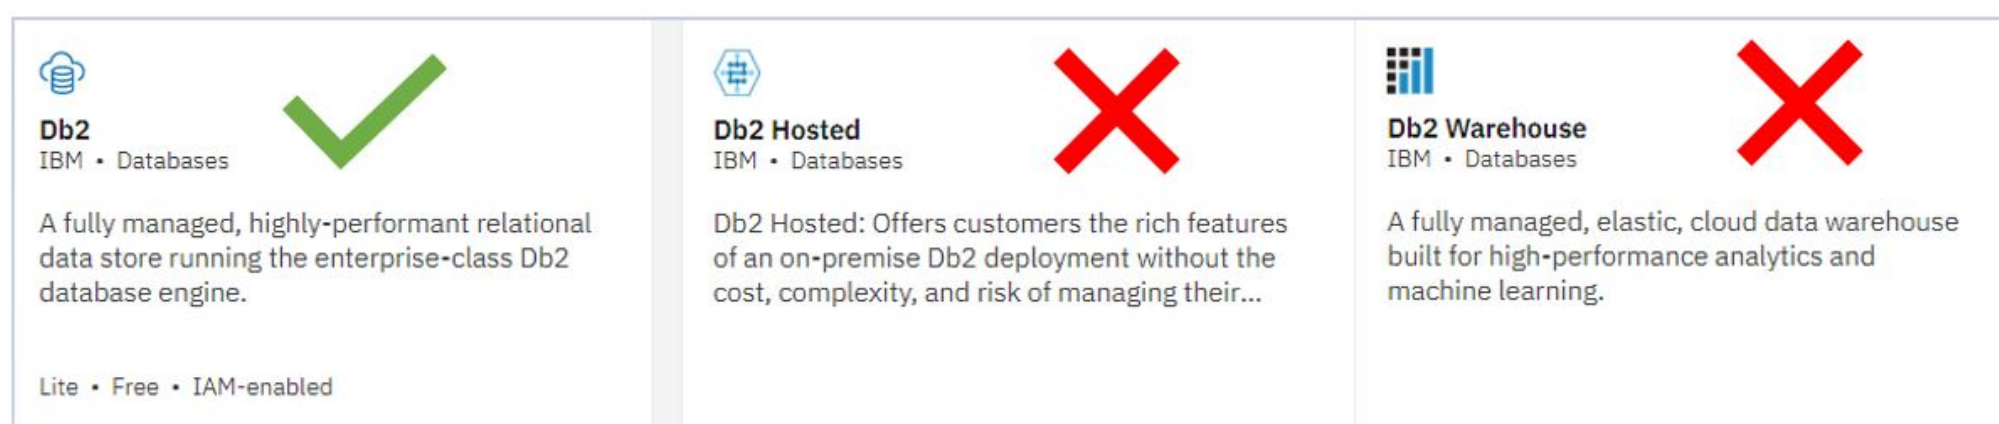 Db2
IBM • Databases
A fully managed, highly-performant relational
data store running the enterprise-class Db2
database engine.
Lite • Free • IAM-enabled
Db2 Hosted
IBM • Databases
Db2 Hosted: Offers customers the rich features
of an on-premise Db2 deployment without the
cost, complexity, and risk of managing their...
Db2 Warehouse
IBM • Databases
A fully managed, elastic, cloud data warehouse
built for high-performance analytics and
machine learning.